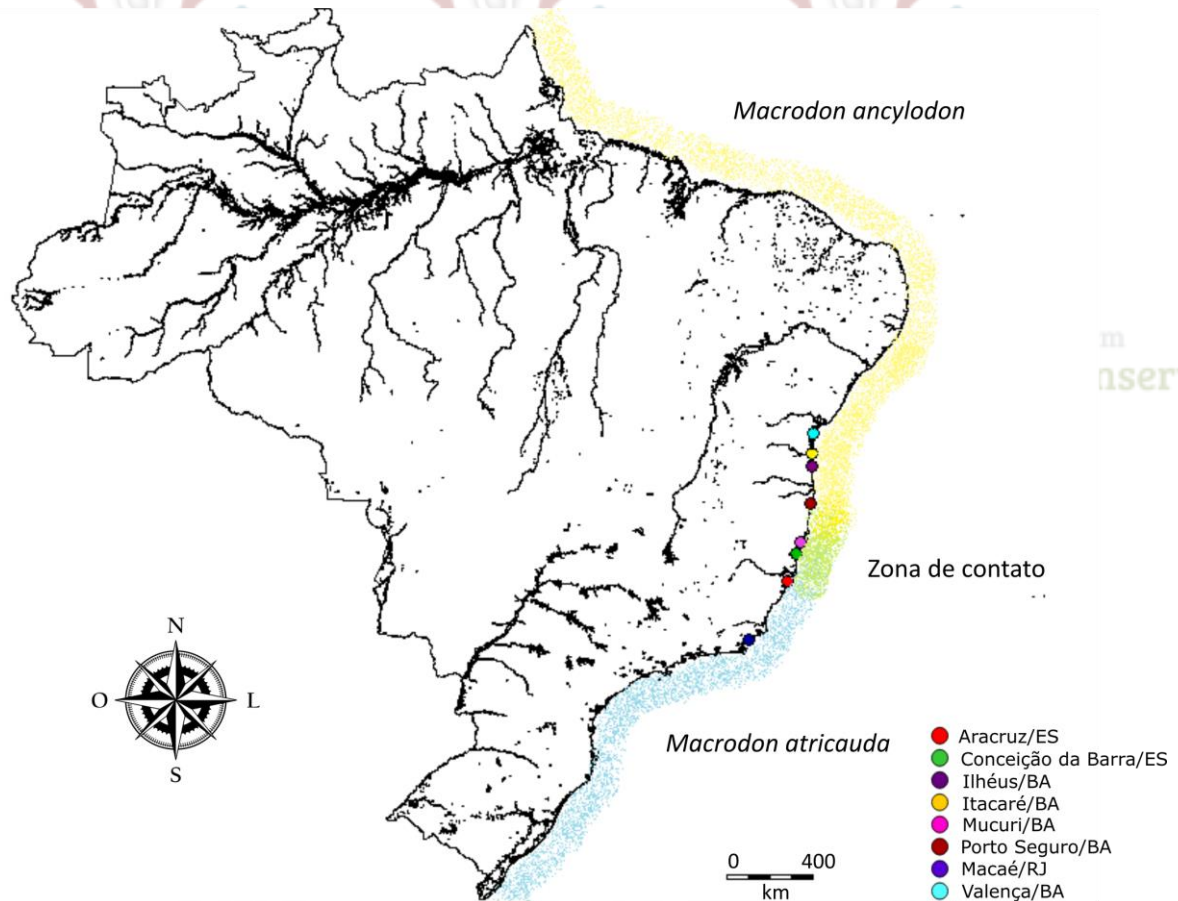 Macrodon ancylodon
m
nser
Zona de contato
N
O
L
S
Macrodon atricauda
Aracruz/ES
Conceição da Barra/ES
Ilhéus/BA
Itacaré/BA
Mucuri/BA
Porto Seguro/BA
Macaé/RJ
Valença/BA
0 400
km